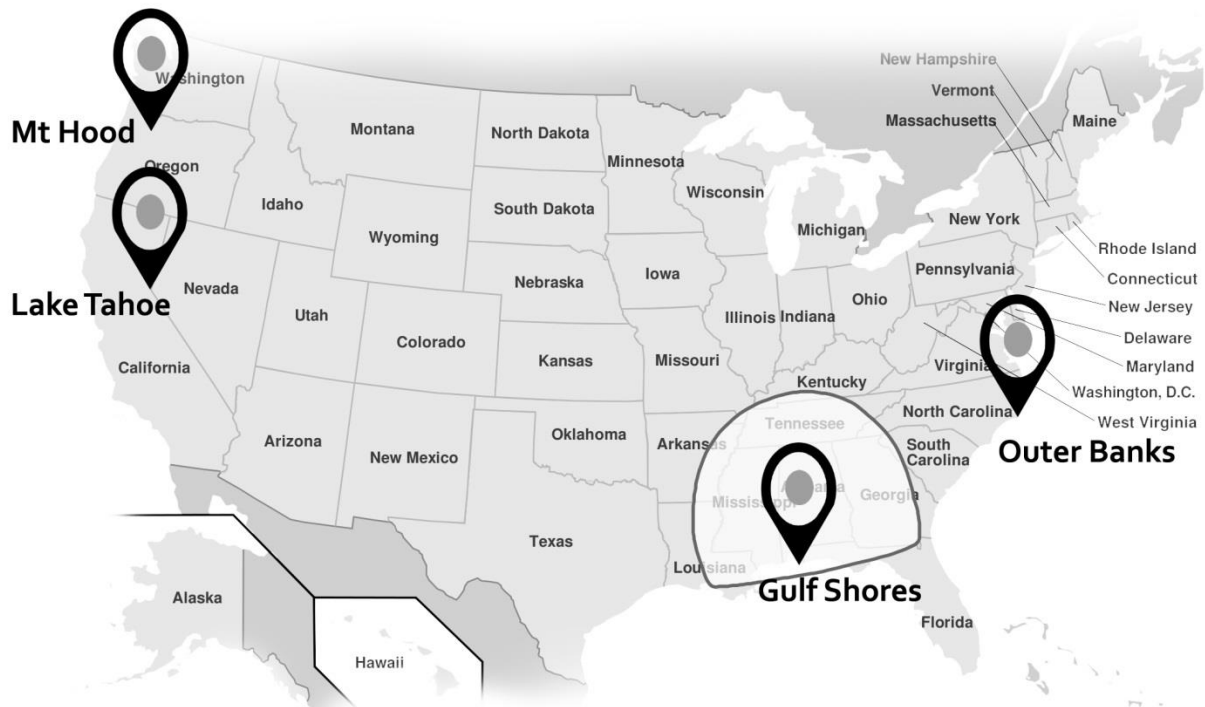 New Hampshire
Washington
Vermont
Mt Hood
Montana
North Dakota
Massachusetts
Maine
Minnesota
Oregon
Wisconsin
Idaho
South Dakota
New York
Michigan
Wyoming
Rhode Island
Pennsylvania
Iowa
Connecticut
Nebraska
Nevada
Lake Tahoe
Ohio
New Jersey
Utah
Illinois
Indiana
Delaware
Colorado
Kansas
Missouri
California
Virginia
Maryland
Kentucky
Washington, D.C.
North Carolina
West Virginia
Tennessee
Oklahoma
Arizona
Arkansas
South
Carolina
Outer Banks
New Mexico
Alabama
Mississippi
Georgia
Texas
Louisiana
Gulf Shores
Alaska
Florida
Hawaii